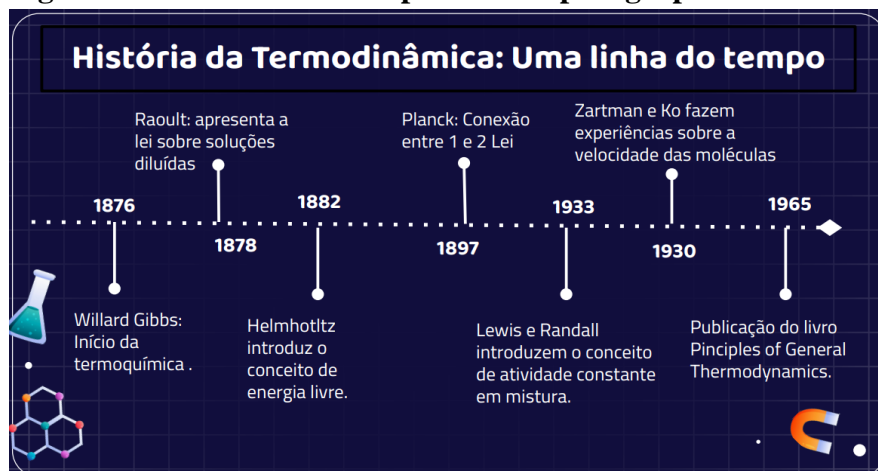 História da Termodinâmica: Uma linha do tempo
Raoult: apresenta a
lei sobre soluções
diluídas
Planck: Conexão
entre 1 e 2 Lei
Zartman e Ko fazem
experiências sobre a
velocidade das moléculas
1876
1882
1933
1965
1878
1897
1930
Willard Gibbs:
Início da
termoquímica .
Helmhotltz
introduz o
conceito de
energia livre.
Lewis e Randall
introduzem o conceito
de atividade constante
em mistura.
Publicação do livro
Pinciples of General
Thermodynamics.